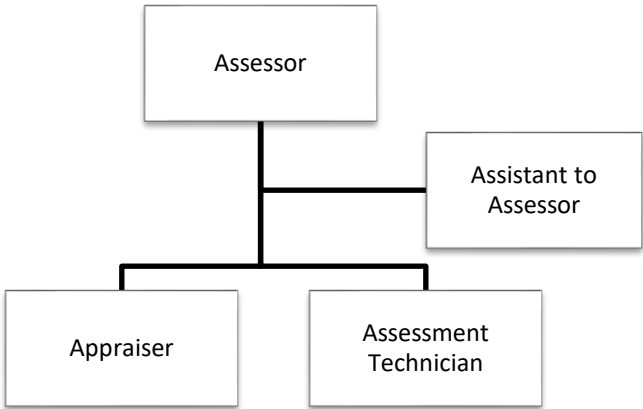 Assessor
Assistant to
Assessor
Appraiser
Assessment
Technician